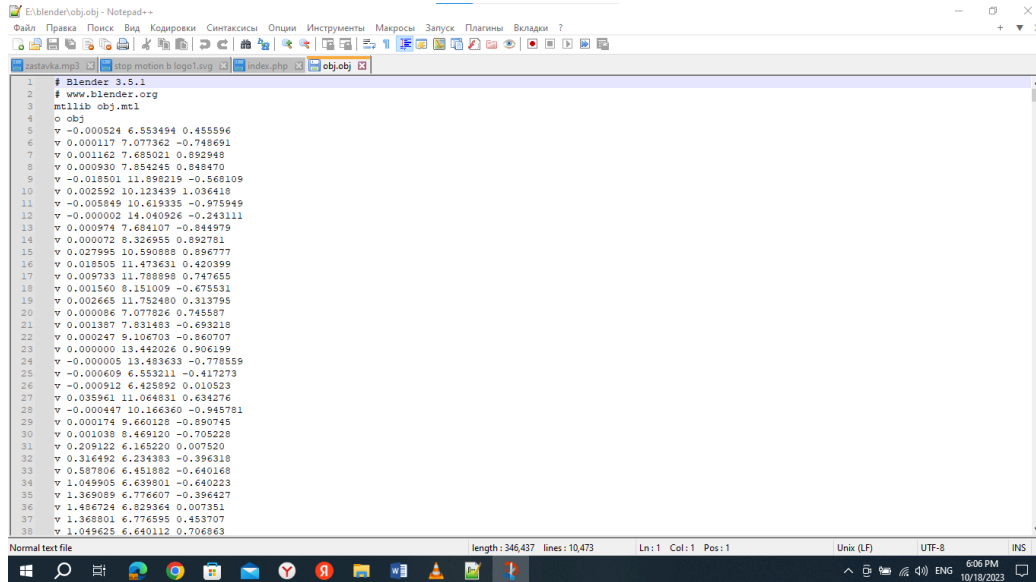 E:\blender\obj.obj - Notepad++
Файл Правка Поиск Вид Кодировки Синтаксисы Опции Инструменты Макросы Запуск Плагины Вкладки ?
zastavka.mp3 stop motion b logo1.svg index.php obj.obj
1 # Blender 3.5.1
2 # www.blender.org
3 mtllib obj.mtl
4 o obj
5 v -0.000524 6.553494 0.455596
6 v 0.000117 7.077362 -0.748691
7 v 0.001162 7.685021 0.892948
8 v 0.000930 7.854245 0.848470
9 v -0.018501 11.898219 -0.568109
10 v 0.002592 10.123439 1.036418
11 v -0.005849 10.619335 -0.975949
12 v -0.000002 14.040926 -0.243111
13 v 0.000974 7.684107 -0.844979
14 v 0.000072 8.326955 0.892781
15 v 0.027995 10.590888 0.896777
16 v 0.018505 11.473631 0.420399
17 v 0.009733 11.788898 0.747655
18 v 0.001560 8.151009 -0.675531
19 v 0.002665 11.752480 0.313795
20 v 0.000086 7.077826 0.745587
21 v 0.001387 7.831483 -0.693218
22 v 0.000247 9.106703 -0.860707
23 v 0.000000 13.442026 0.906199
24 v -0.000005 13.483633 -0.778559
25 v -0.000609 6.553211 -0.417273
26 v -0.000912 6.425892 0.010523
27 v 0.035961 11.064831 0.634276
28 v -0.000447 10.166360 -0.945781
29 v 0.000174 9.660128 -0.890745
30 v 0.001038 8.469120 -0.705228
31 v 0.209122 6.165220 0.007520
32 v 0.316492 6.234383 -0.396318
33 v 0.587806 6.451882 -0.640168
34 v 1.049905 6.639801 -0.640223
35 v 1.369089 6.776607 -0.396427
36 v 1.486724 6.829364 0.007351
37 v 1.368801 6.776595 0.453707
38 v 1.049625 6.640112 0.706863
Normal text file length : 346,437 lines : 10,473 Ln : 1 Col : 1 Pos : 1 Unix (LF) UTF-8 INS
ENG 6:06 PM
10/18/2023